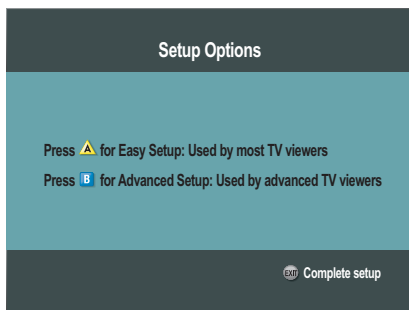 Setup Options
Press A for Easy Setup: Used by most TV viewers
Press B for Advanced Setup: Used by advanced TV viewers
EXIT Complete setup